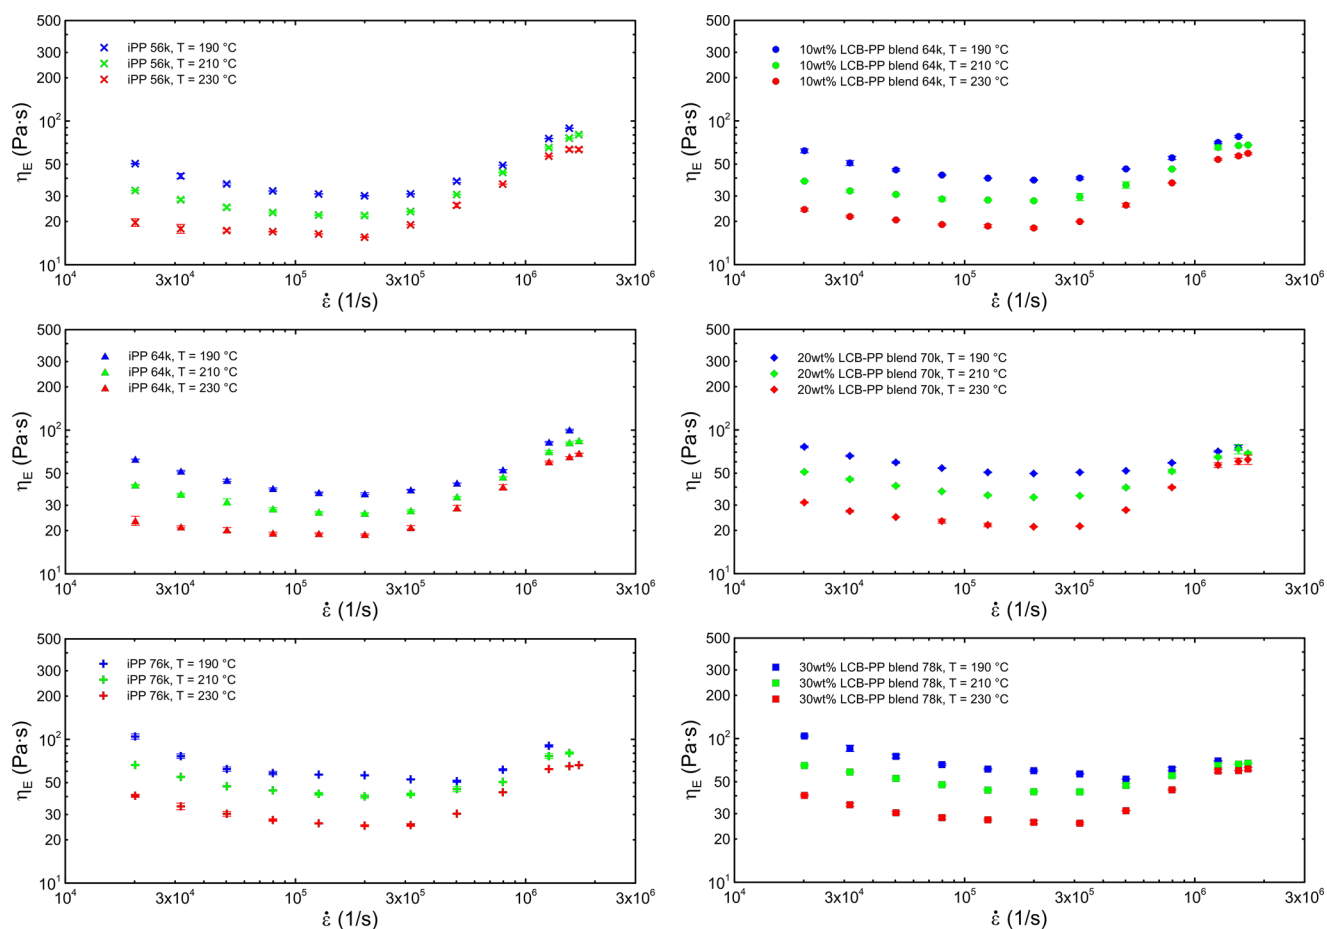 500
300
200
10²
50
30
20
10¹
η_E (Pa·s)
iPP 56k, T = 190 °C
iPP 56k, T = 210 °C
iPP 56k, T = 230 °C
10⁴
3x10⁴
10⁵
3x10⁵
10⁶
3x10⁶
ε̇ (1/s)
500
300
200
10²
50
30
20
10¹
η_E (Pa·s)
10wt% LCB-PP blend 64k, T = 190 °C
10wt% LCB-PP blend 64k, T = 210 °C
10wt% LCB-PP blend 64k, T = 230 °C
10⁴
3x10⁴
10⁵
3x10⁵
10⁶
3x10⁶
ε̇ (1/s)
500
300
200
10²
50
30
20
10¹
η_E (Pa·s)
iPP 64k, T = 190 °C
iPP 64k, T = 210 °C
iPP 64k, T = 230 °C
10⁴
3x10⁴
10⁵
3x10⁵
10⁶
3x10⁶
ε̇ (1/s)
500
300
200
10²
50
30
20
10¹
η_E (Pa·s)
20wt% LCB-PP blend 70k, T = 190 °C
20wt% LCB-PP blend 70k, T = 210 °C
20wt% LCB-PP blend 70k, T = 230 °C
10⁴
3x10⁴
10⁵
3x10⁵
10⁶
3x10⁶
ε̇ (1/s)
500
300
200
10²
50
30
20
10¹
η_E (Pa·s)
iPP 76k, T = 190 °C
iPP 76k, T = 210 °C
iPP 76k, T = 230 °C
10⁴
3x10⁴
10⁵
3x10⁵
10⁶
3x10⁶
ε̇ (1/s)
500
300
200
10²
50
30
20
10¹
η_E (Pa·s)
30wt% LCB-PP blend 78k, T = 190 °C
30wt% LCB-PP blend 78k, T = 210 °C
30wt% LCB-PP blend 78k, T = 230 °C
10⁴
3x10⁴
10⁵
3x10⁵
10⁶
3x10⁶
ε̇ (1/s)